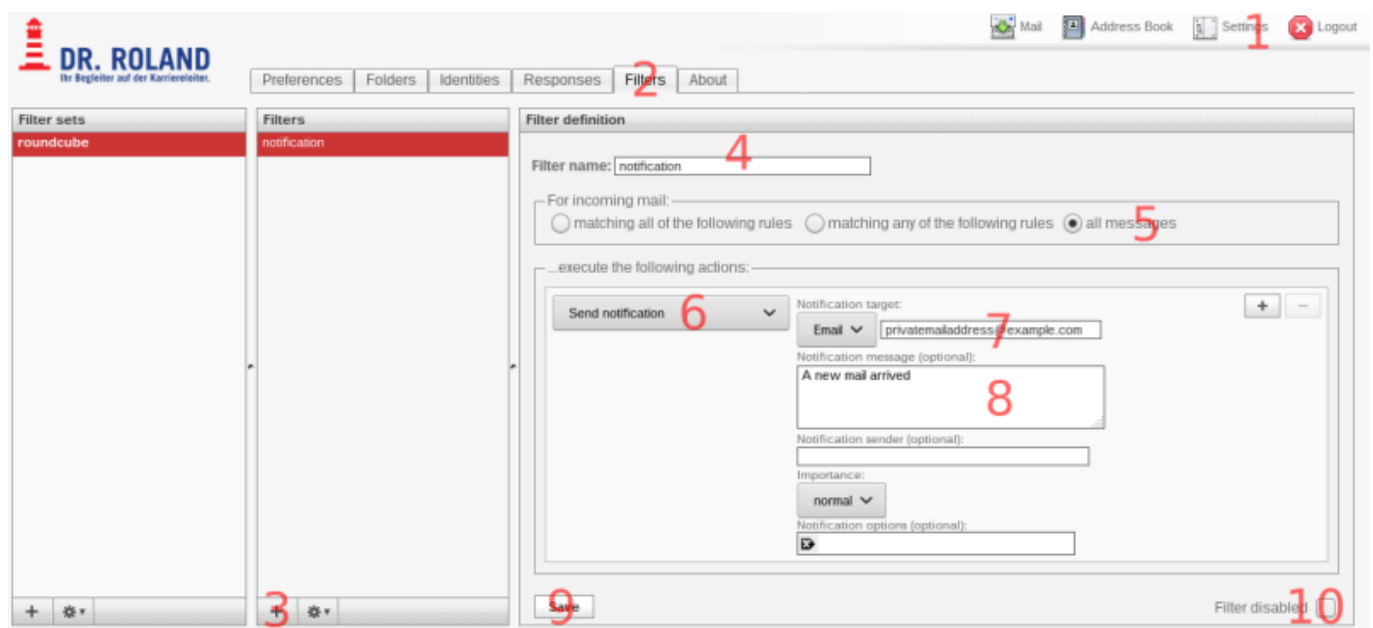 Mail Address Book Settings 1 Logout
DR. ROLAND
Ihr Begleiter auf der Karriereleiter.
Preferences Folders Identities Responses Filters 2 About
Filter sets
roundcube
Filters
notification
Filter definition
Filter name: notification 4
For incoming mail:
matching all of the following rules matching any of the following rules all messages 5
...execute the following actions:
Send notification 6
Notification target:
Email privatemailaddress@example.com 7
Notification message (optional):
A new mail arrived
8
Notification sender (optional):
Importance:
normal
Notification options (optional):
3
Save 9
Filter disabled 10